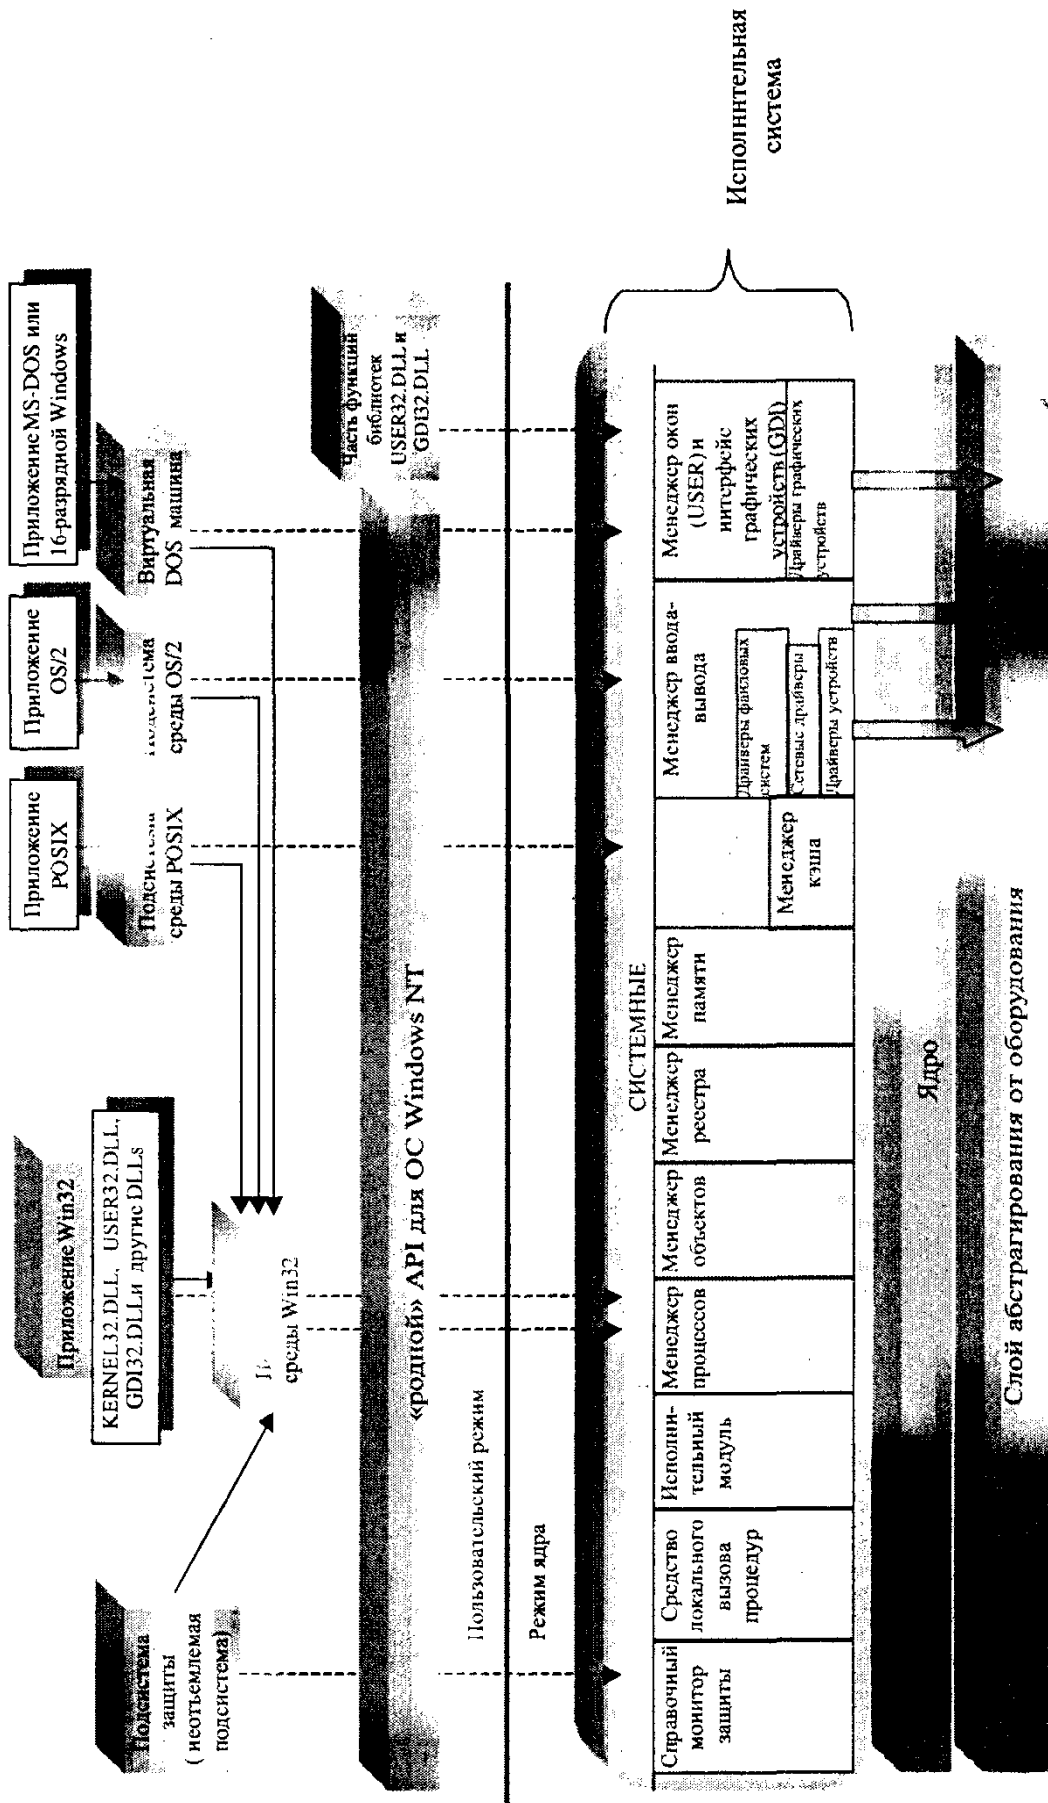 Приложение Win32
KERNEL32.DLL, USER32.DLL,
GDI32.DLL и другие DLLs
Приложение
POSIX
Приложение
OS/2
Приложение MS-DOS или
16-разрядной Windows
Подсистема
защиты
( неотъемлемая
подсистема)
среды Win32
Подсистема
среды POSIX
Подсистема
среды OS/2
Виртуальная
DOS машина
«родной» API для ОС Windows NT
Часть функций
библиотек
USER32.DLL и
GDI32.DLL
Пользовательский режим
Режим ядра
СИСТЕМНЫЕ
Справочный
монитор
защиты
Средство
локального
вызова
процедур
Исполни-
тельный
модуль
Менеджер
процессов
Менеджер
объектов
Менеджер
реестра
Менеджер
памяти
Менеджер
кэша
Менеджер ввода-
вывода
Драйверы файловых
систем
Сетевые драйверы
Драйверы устройств
Менеджер окон
(USER) и
интерфейс
графических
устройств (GDI)
Драйверы графических
устройств
Исполнительная
система
Ядро
Слой абстрагирования от оборудования